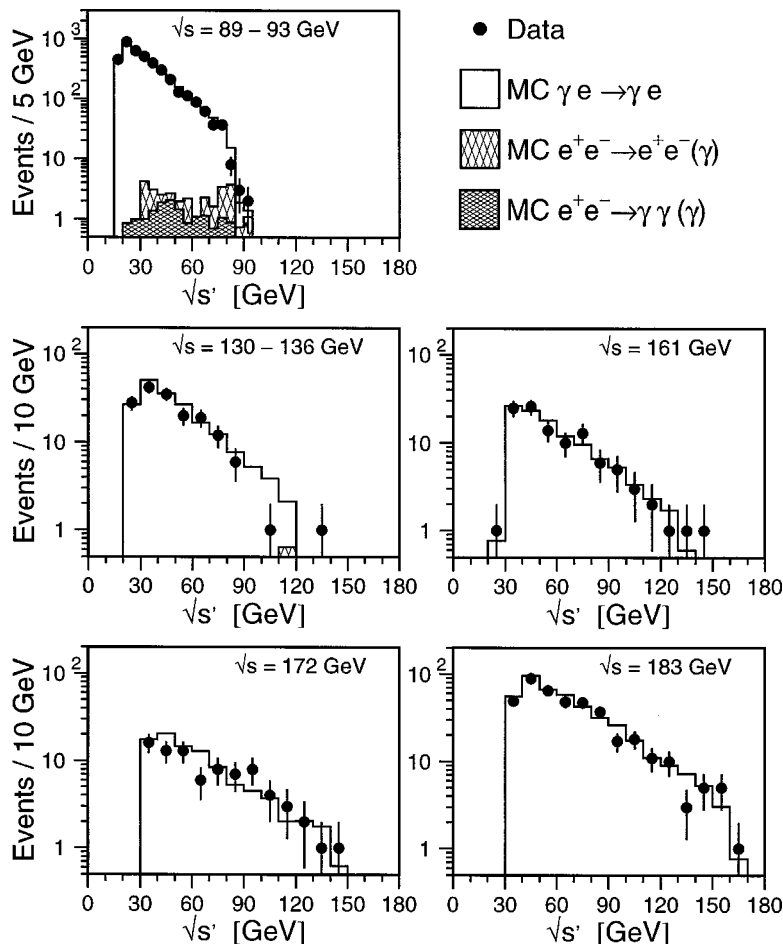 √s = 89 – 93 GeV
10³
10²
10
1
Events / 5 GeV
0 30 60 90 120 150 180
√s’ [GeV]
Data
MC γ e →γ e
MC e⁺e⁻→e⁺e⁻(γ)
MC e⁺e⁻→γ γ (γ)
√s = 130 – 136 GeV
10²
10
1
Events / 10 GeV
0 30 60 90 120 150 180
√s’ [GeV]
√s = 161 GeV
10²
10
1
0 30 60 90 120 150 180
√s’ [GeV]
√s = 172 GeV
10²
10
1
Events / 10 GeV
0 30 60 90 120 150 180
√s’ [GeV]
√s = 183 GeV
10²
10
1
0 30 60 90 120 150 180
√s’ [GeV]